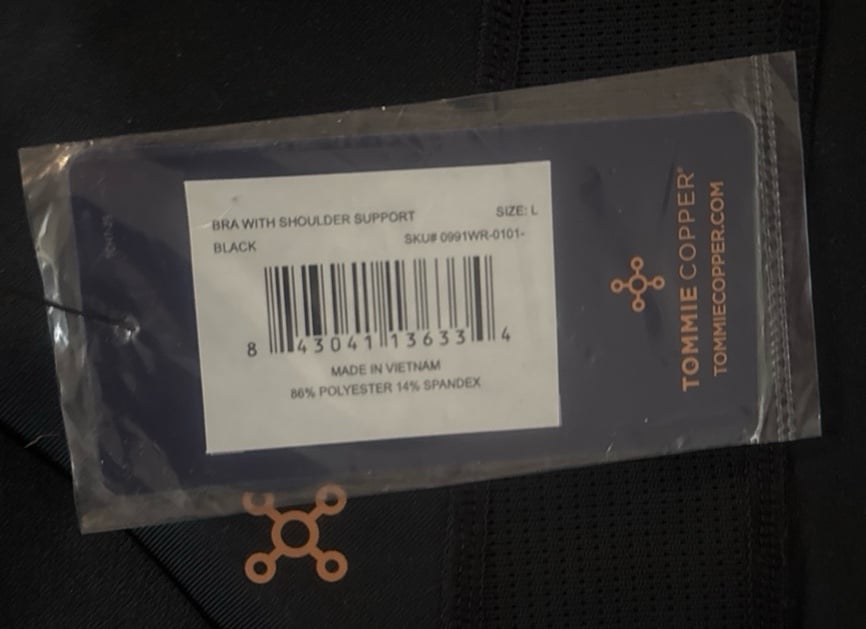 BRA WITH SHOULDER SUPPORT SIZE: L
BLACK SKU# 0991WR-0101-
8 43041 13633 4
MADE IN VIETNAM
86% POLYESTER 14% SPANDEX
TOMMIE COPPER®
TOMMIECOPPER.COM